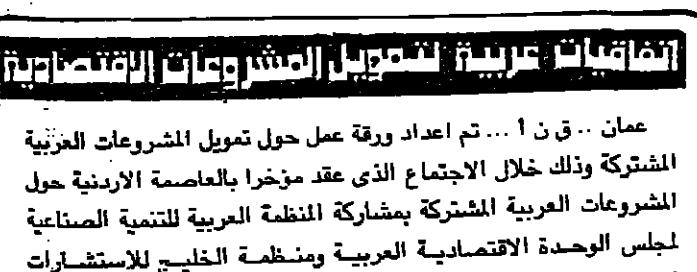 اتفاقيات عربية لتمويل المشروعات الاقتصادية
عمان .. ق ن أ ... تم اعداد ورقة عمل حول تمويل المشروعات العربية
المشتركة وذلك خلال الاجتماع الذى عقد مؤخرا بالعاصمة الاردنية حول
المشروعات العربية المشتركة بمشاركة المنظمة العربية للتنمية الصناعية
لمجلس الوحدة الاقتصادية العربية ومنظمة الخليج للاستشارات